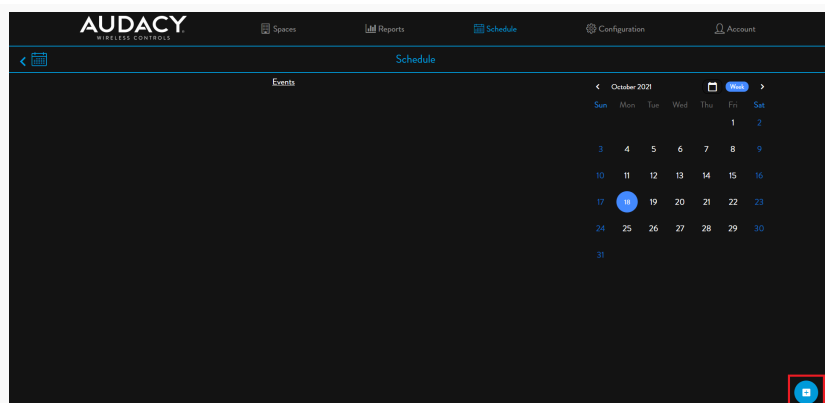 AUDACY
WIRELESS CONTROLS
Spaces
Reports
Schedule
Configuration
Account
Schedule
Events
October 2021
Week
Sun Mon Tue Wed Thu Fri Sat
1 2
3 4 5 6 7 8 9
10 11 12 13 14 15 16
17 18 19 20 21 22 23
24 25 26 27 28 29 30
31